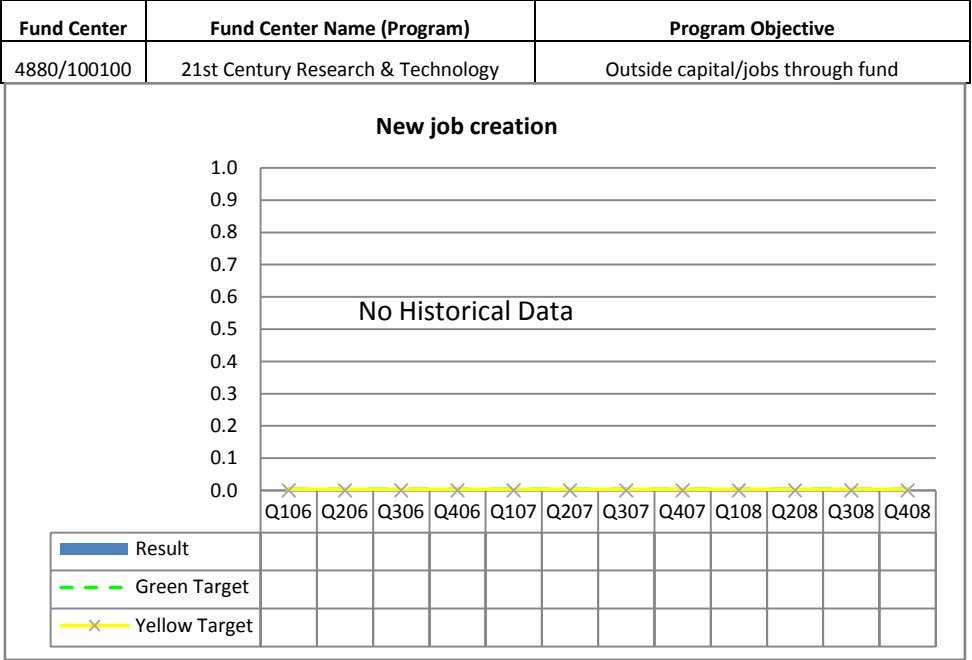 Fund Center Fund Center Name (Program) Program Objective
4880/100100 21st Century Research & Technology Outside capital/jobs through fund
New job creation
1.0
0.9
0.8
0.7
0.6
No Historical Data
0.5
0.4
0.3
0.2
0.1
0.0
Q106 Q206 Q306 Q406 Q107 Q207 Q307 Q407 Q108 Q208 Q308 Q408
Result
Green Target
Yellow Target